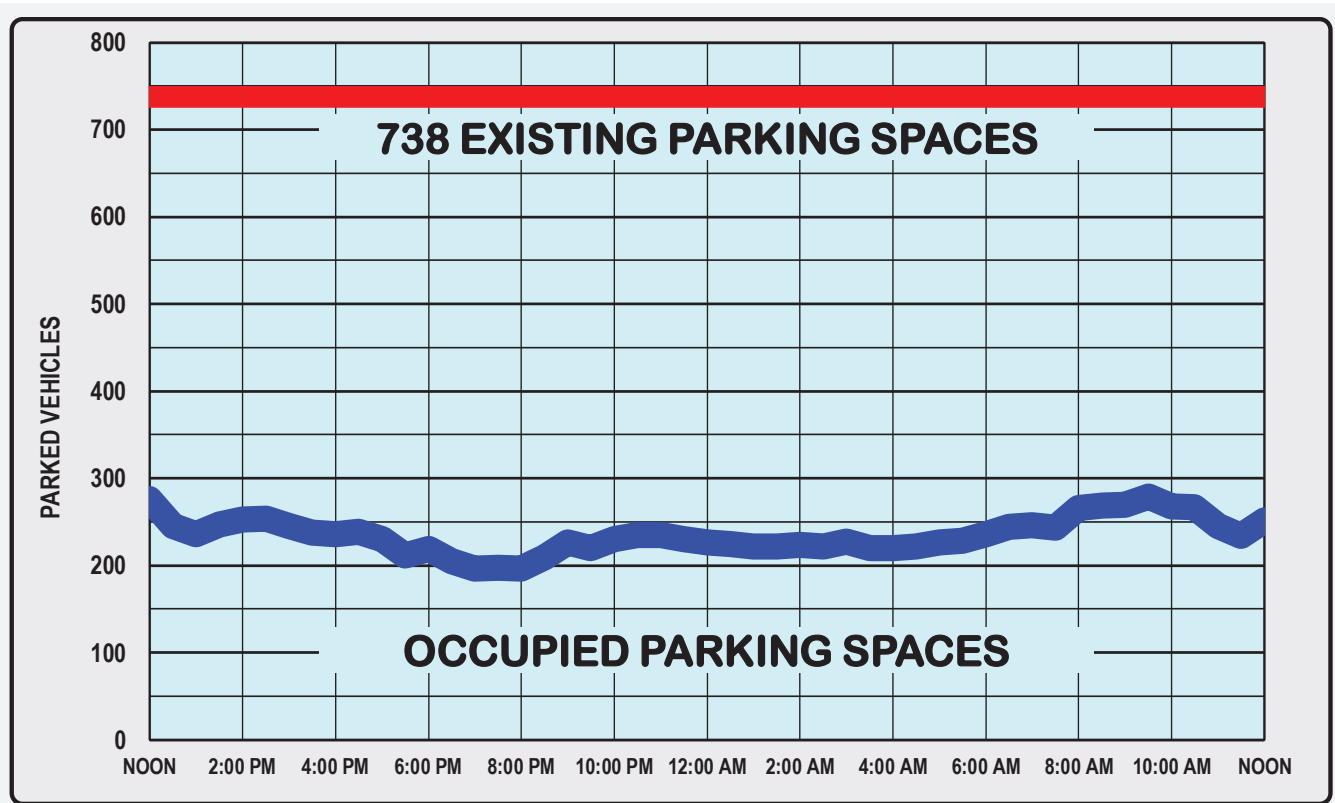 800
738 EXISTING PARKING SPACES
700
600
500
400
300
200
100
0
PARKED VEHICLES
OCCUPIED PARKING SPACES
NOON 2:00 PM 4:00 PM 6:00 PM 8:00 PM 10:00 PM 12:00 AM 2:00 AM 4:00 AM 6:00 AM 8:00 AM 10:00 AM NOON